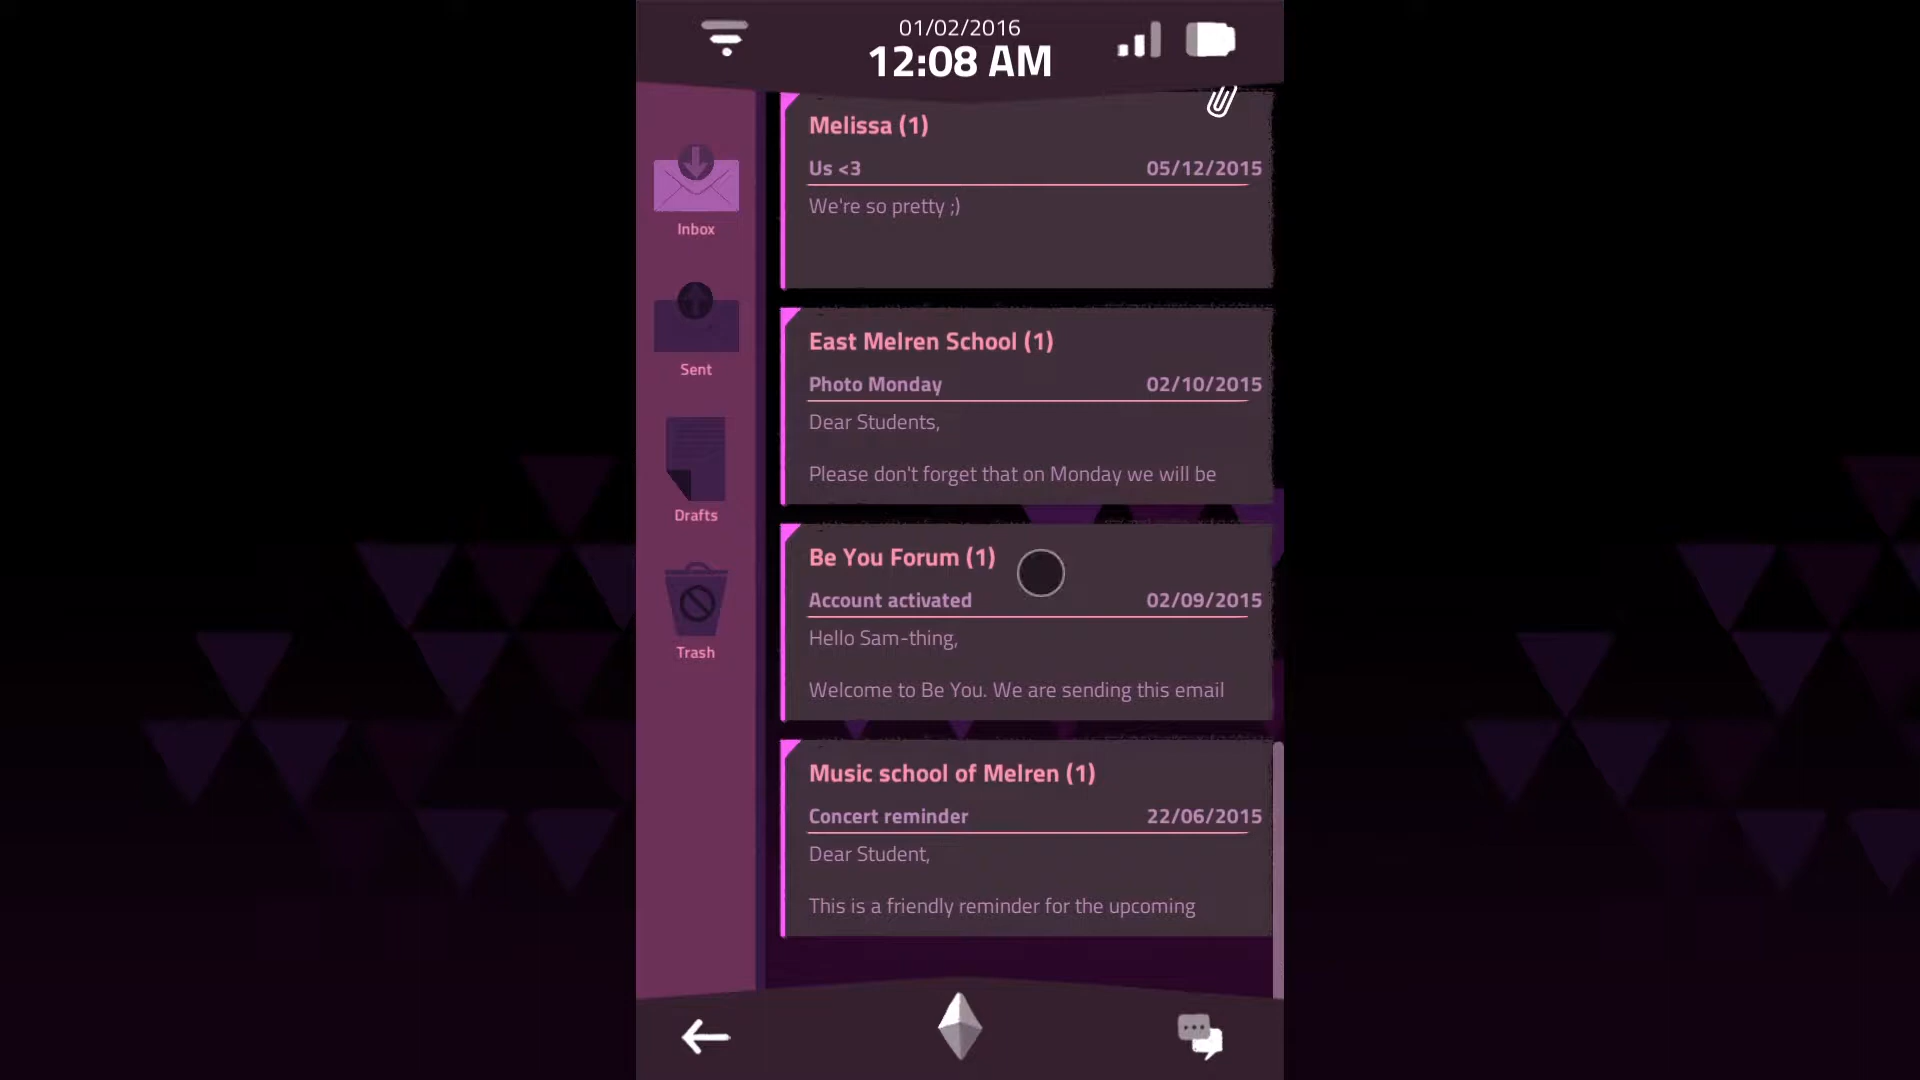 01/02/2016
12:08 AM
Melissa (1)
Us <3 05/12/2015
We're so pretty ;)
East Melren School (1)
Photo Monday 02/10/2015
Dear Students,
Please don't forget that on Monday we will be
Be You Forum (1)
Account activated 02/09/2015
Hello Sam-thing,
Welcome to Be You. We are sending this email
Music school of Melren (1)
Concert reminder 22/06/2015
Dear Student,
This is a friendly reminder for the upcoming
Inbox
Sent
Drafts
Trash